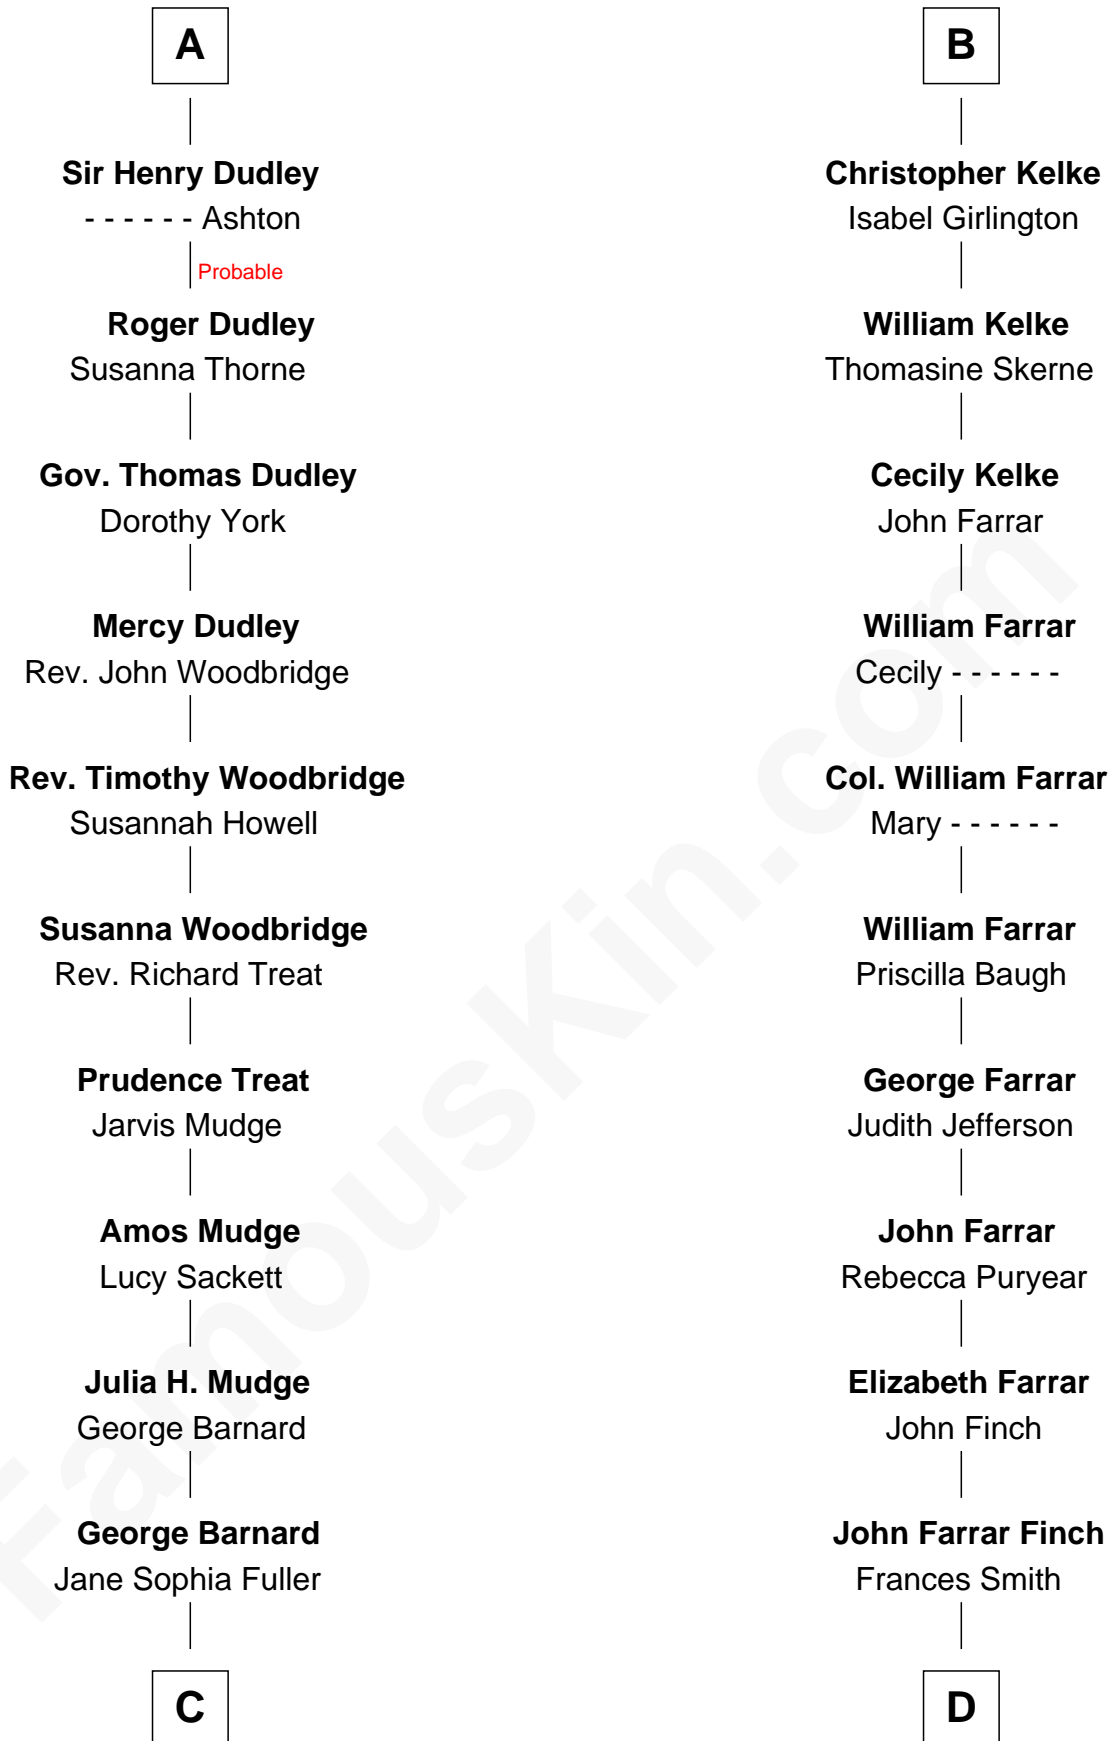 A
Sir Henry Dudley
- - - - - - Ashton
Probable
Roger Dudley
Susanna Thorne
Gov. Thomas Dudley
Dorothy York
Mercy Dudley
Rev. John Woodbridge
Rev. Timothy Woodbridge
Susannah Howell
Susanna Woodbridge
Rev. Richard Treat
Prudence Treat
Jarvis Mudge
Amos Mudge
Lucy Sackett
Julia H. Mudge
George Barnard
George Barnard
Jane Sophia Fuller
C
B
Christopher Kelke
Isabel Girlington
William Kelke
Thomasine Skerne
Cecily Kelke
John Farrar
William Farrar
Cecily - - - - - -
Col. William Farrar
Mary - - - - - -
William Farrar
Priscilla Baugh
George Farrar
Judith Jefferson
John Farrar
Rebecca Puryear
Elizabeth Farrar
John Finch
John Farrar Finch
Frances Smith
D
FamousKin.com